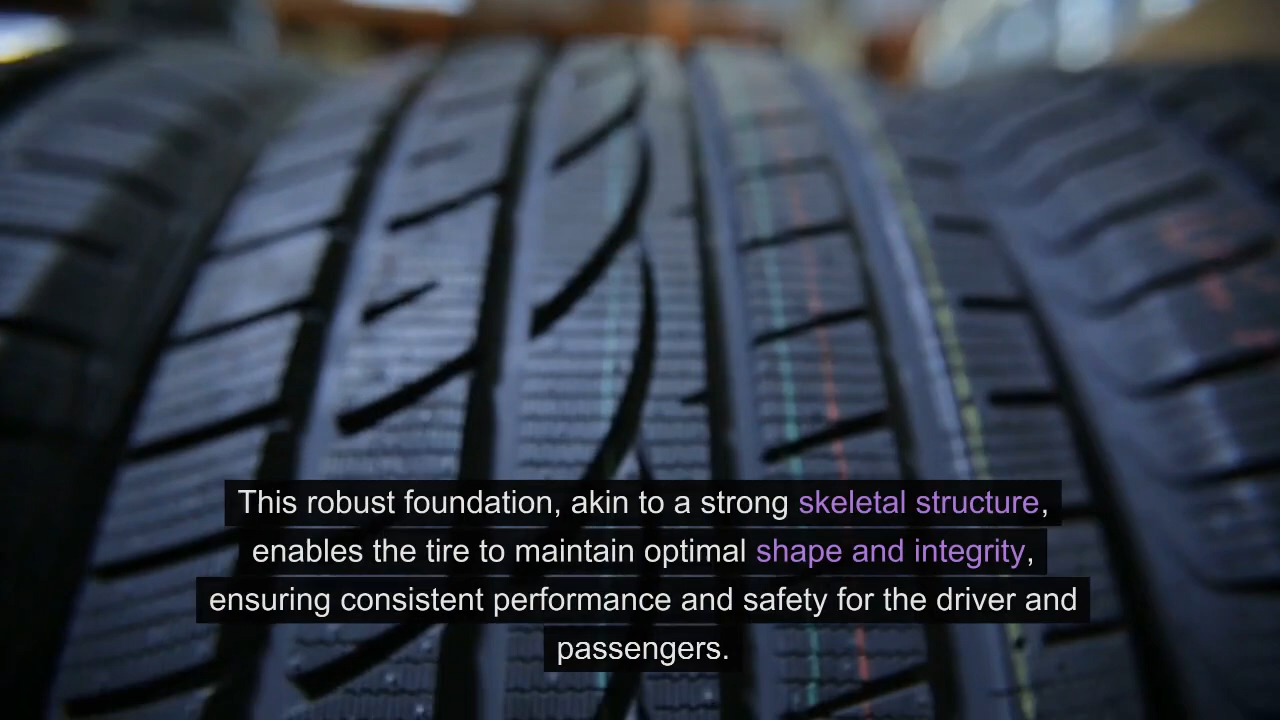 This robust foundation, akin to a strong skeletal structure,
enables the tire to maintain optimal shape and integrity,
ensuring consistent performance and safety for the driver and
passengers.